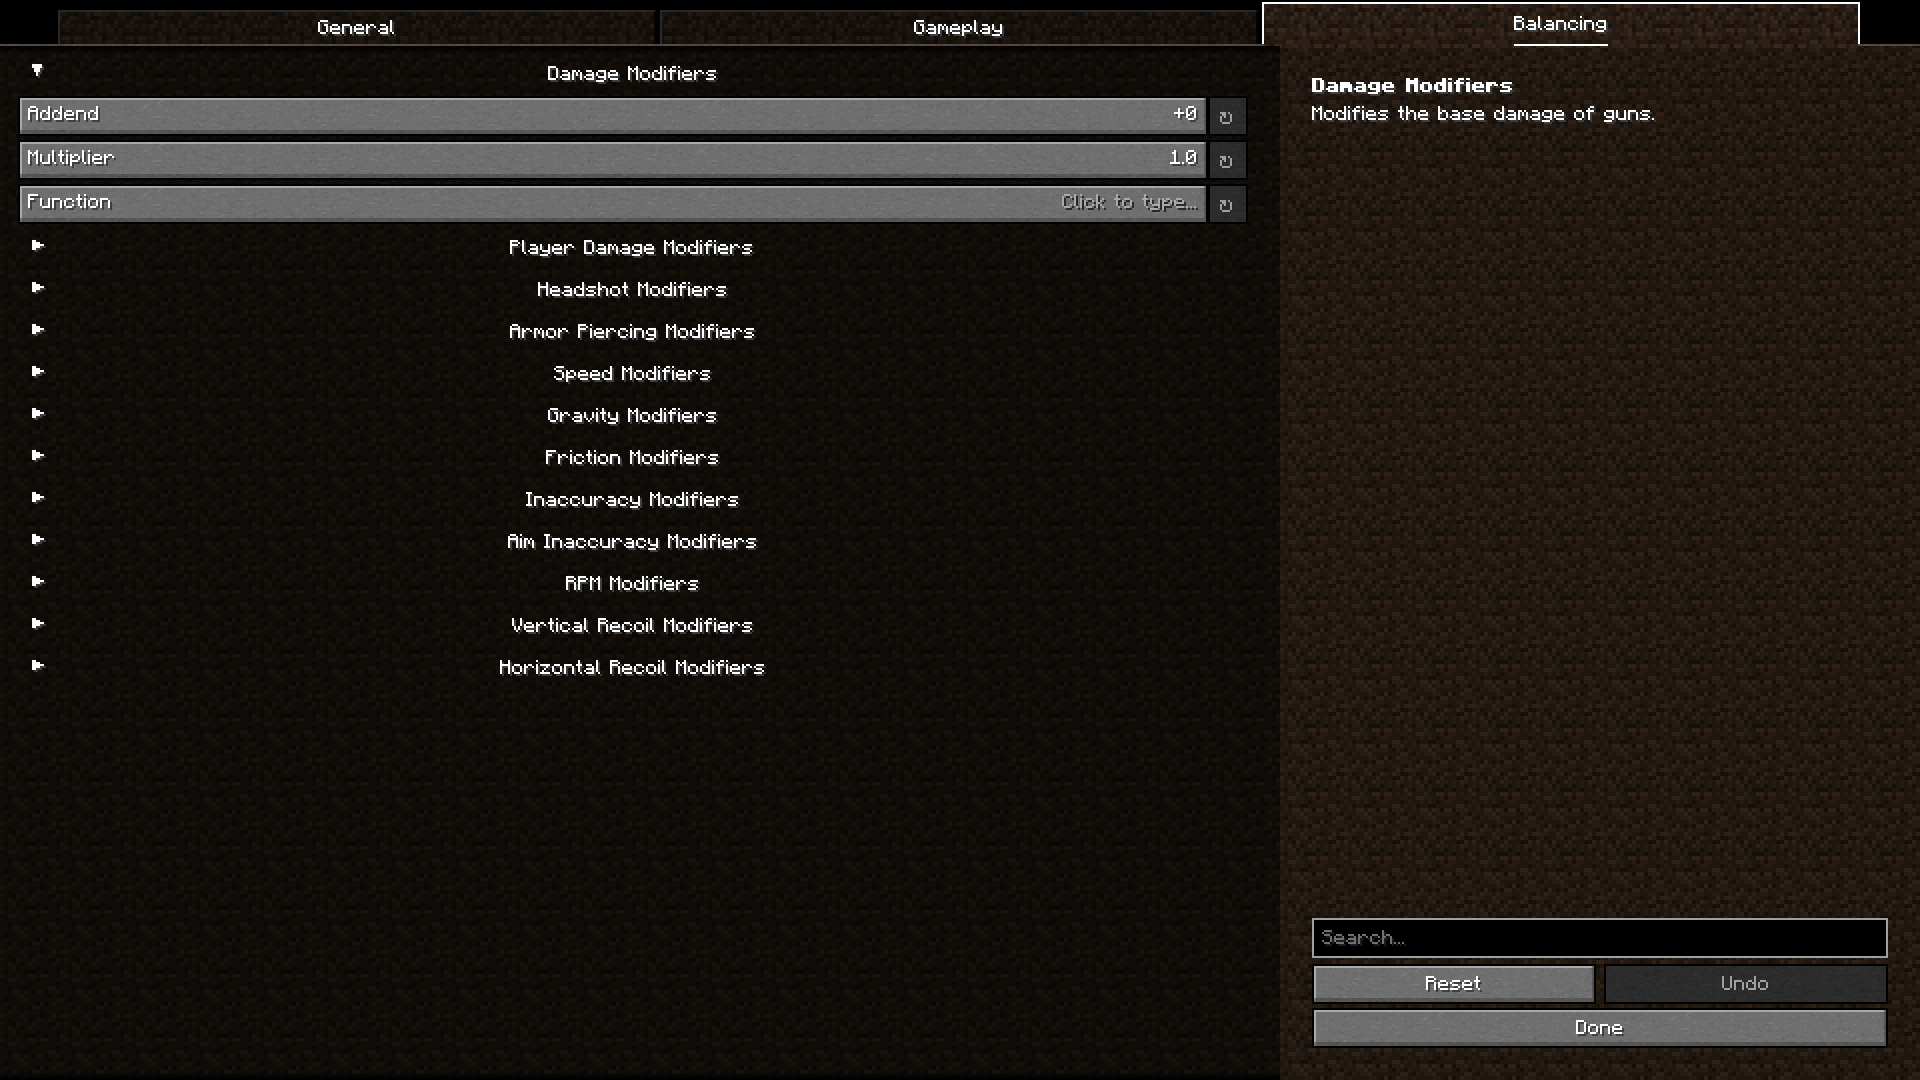 General
Gameplay
Balancing
Damage Modifiers
Addend
+0
Multiplier
1.0
Function
Click to type...
Player Damage Modifiers
Headshot Modifiers
Armor Piercing Modifiers
Speed Modifiers
Gravity Modifiers
Friction Modifiers
Inaccuracy Modifiers
Aim Inaccuracy Modifiers
RPM Modifiers
Vertical Recoil Modifiers
Horizontal Recoil Modifiers
Damage Modifiers
Modifies the base damage of guns.
Search...
Reset
Undo
Done